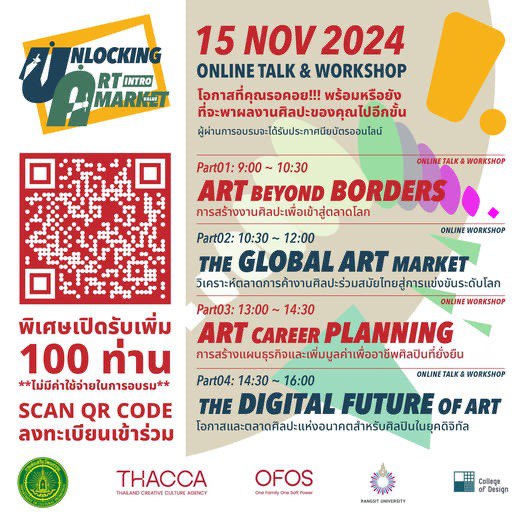 UNLOCKING
ART INTRO
MARKET VALUE
15 NOV 2024
ONLINE TALK & WORKSHOP
โอกาสที่คุณรอคอย!!! พร้อมหรือยัง
ที่จะพาผลงานศิลปะของคุณไปอีกขั้น
ผู้ผ่านการอบรมจะได้รับประกาศนียบัตรออนไลน์
ONLINE TALK & WORKSHOP
Part01: 9:00 ~ 10:30
ART BEYOND BORDERS
การสร้างงานศิลปะเพื่อเข้าสู่ตลาดโลก
ONLINE WORKSHOP
Part02: 10:30 ~ 12:00
THE GLOBAL ART MARKET
วิเคราะห์ตลาดการค้างานศิลปะร่วมสมัยไทยสู่การแข่งขันระดับโลก
ONLINE WORKSHOP
Part03: 13:00 ~ 14:30
ART CAREER PLANNING
การสร้างแผนธุรกิจและเพิ่มมูลค่าเพื่ออาชีพศิลปินที่ยั่งยืน
ONLINE TALK & WORKSHOP
Part04: 14:30 ~ 16:00
THE DIGITAL FUTURE OF ART
โอกาสและตลาดศิลปะแห่งอนาคตสำหรับศิลปินในยุคดิจิทัล
พิเศษเปิดรับเพิ่ม
100 ท่าน
**ไม่มีค่าใช้จ่ายในการอบรม**
SCAN QR CODE
ลงทะเบียนเข้าร่วม
THACCA
THAILAND CREATIVE CULTURE AGENCY
OFOS
One Family One Soft Power
RANGSIT UNIVERSITY
College
of Design